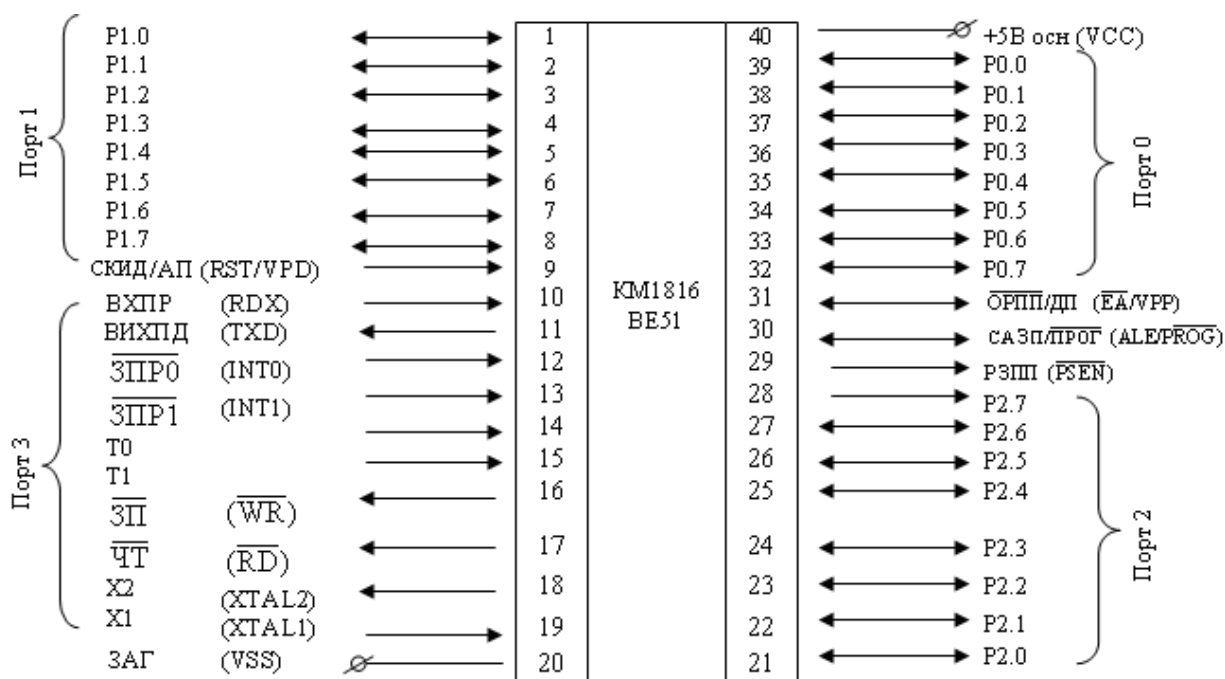 Порт 1
P1.0
P1.1
P1.2
P1.3
P1.4
P1.5
P1.6
P1.7
СКИД/АП (RST/VPD)
Порт 3
ВХПР (RDX)
ВИХПД (TXD)
ЗПР0 (INT0)
ЗПР1 (INT1)
T0
T1
ЗП (WR)
ЧТ (RD)
X2 (XTAL2)
X1 (XTAL1)
ЗАГ (VSS)
1
2
3
4
5
6
7
8
9
10
11
12
13
14
15
16
17
18
19
20
КМ1816
ВЕ51
40
39
38
37
36
35
34
33
32
31
30
29
28
27
26
25
24
23
22
21
+5В осн (VCC)
P0.0
P0.1
P0.2
P0.3
P0.4
P0.5
P0.6
P0.7
Порт 0
ОРПП/ДП (EA/VPP)
САЗП/ПРОГ (ALE/PROG)
РЗПП (PSEN)
P2.7
P2.6
P2.5
P2.4
P2.3
P2.2
P2.1
P2.0
Порт 2